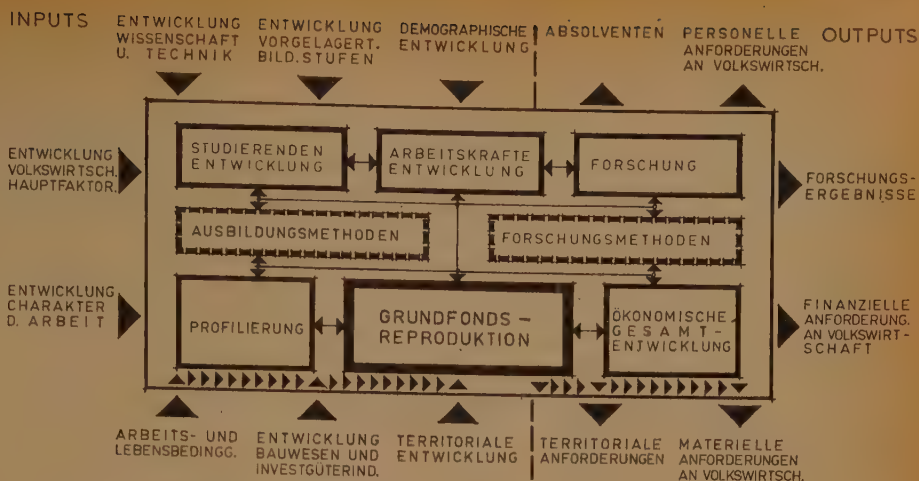 INPUTS
ENTWICKLUNG
WISSENSCHAFT
U. TECHNIK
ENTWICKLUNG
VORGELAGERT.
BILD.STUFEN
DEMOGRAPHISCHE
ENTWICKLUNG
ABSOLVENTEN
PERSONELLE
ANFORDERUNGEN
AN VOLKSWIRTSCH.
OUTPUTS
ENTWICKLUNG
VOLKSWIRTSCH.
HAUPTFAKTOR.
STUDIERENDEN
ENTWICKLUNG
ARBEITSKRAFTE
ENTWICKLUNG
FORSCHUNG
FORSCHUNGS-
ERGEBNISSE
AUSBILDUNGSMETHODEN
FORSCHUNGSMETHODEN
ENTWICKLUNG
CHARAKTER
D. ARBEIT
PROFILIERUNG
GRUNDFONDS-
REPRODUKTION
ÖKONOMISCHE
GESAMT-
ENTWICKLUNG
FINANZIELLE
ANFORDERUNG.
AN VOLKSWIRT-
SCHAFT
ARBEITS- UND
LEBENSBEDINGG.
ENTWICKLUNG
BAUWESEN UND
INVESTGÜTERIND.
TERRITORIALE
ENTWICKLUNG
TERRITORIALE
ANFORDERUNGEN
MATERIELLE
ANFORDERUNGEN
AN VOLKSWIRTSCH.